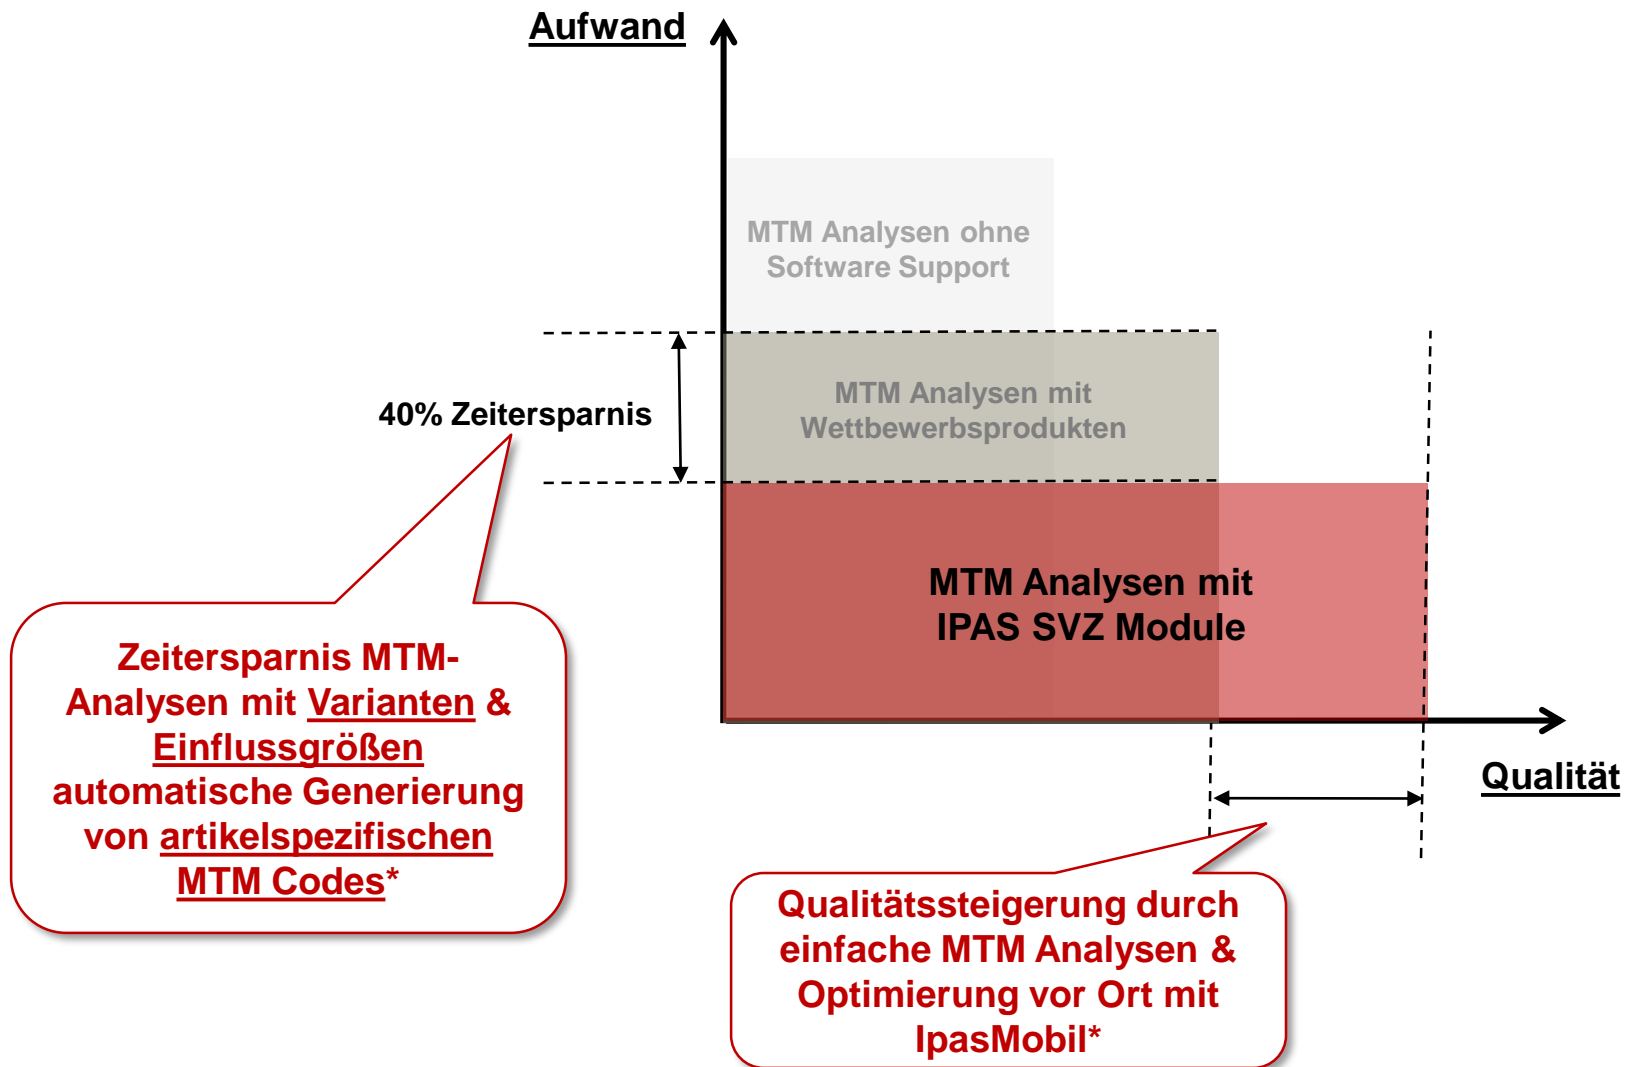 Aufwand
MTM Analysen ohne
Software Support
MTM Analysen mit
Wettbewerbsprodukten
40% Zeitersparnis
MTM Analysen mit
IPAS SVZ Module
Zeitersparnis MTM-
Analysen mit Varianten &
Einflussgrößen
automatische Generierung
von artikelspezifischen
MTM Codes*
Qualität
Qualitätssteigerung durch
einfache MTM Analysen &
Optimierung vor Ort mit
IpasMobil*